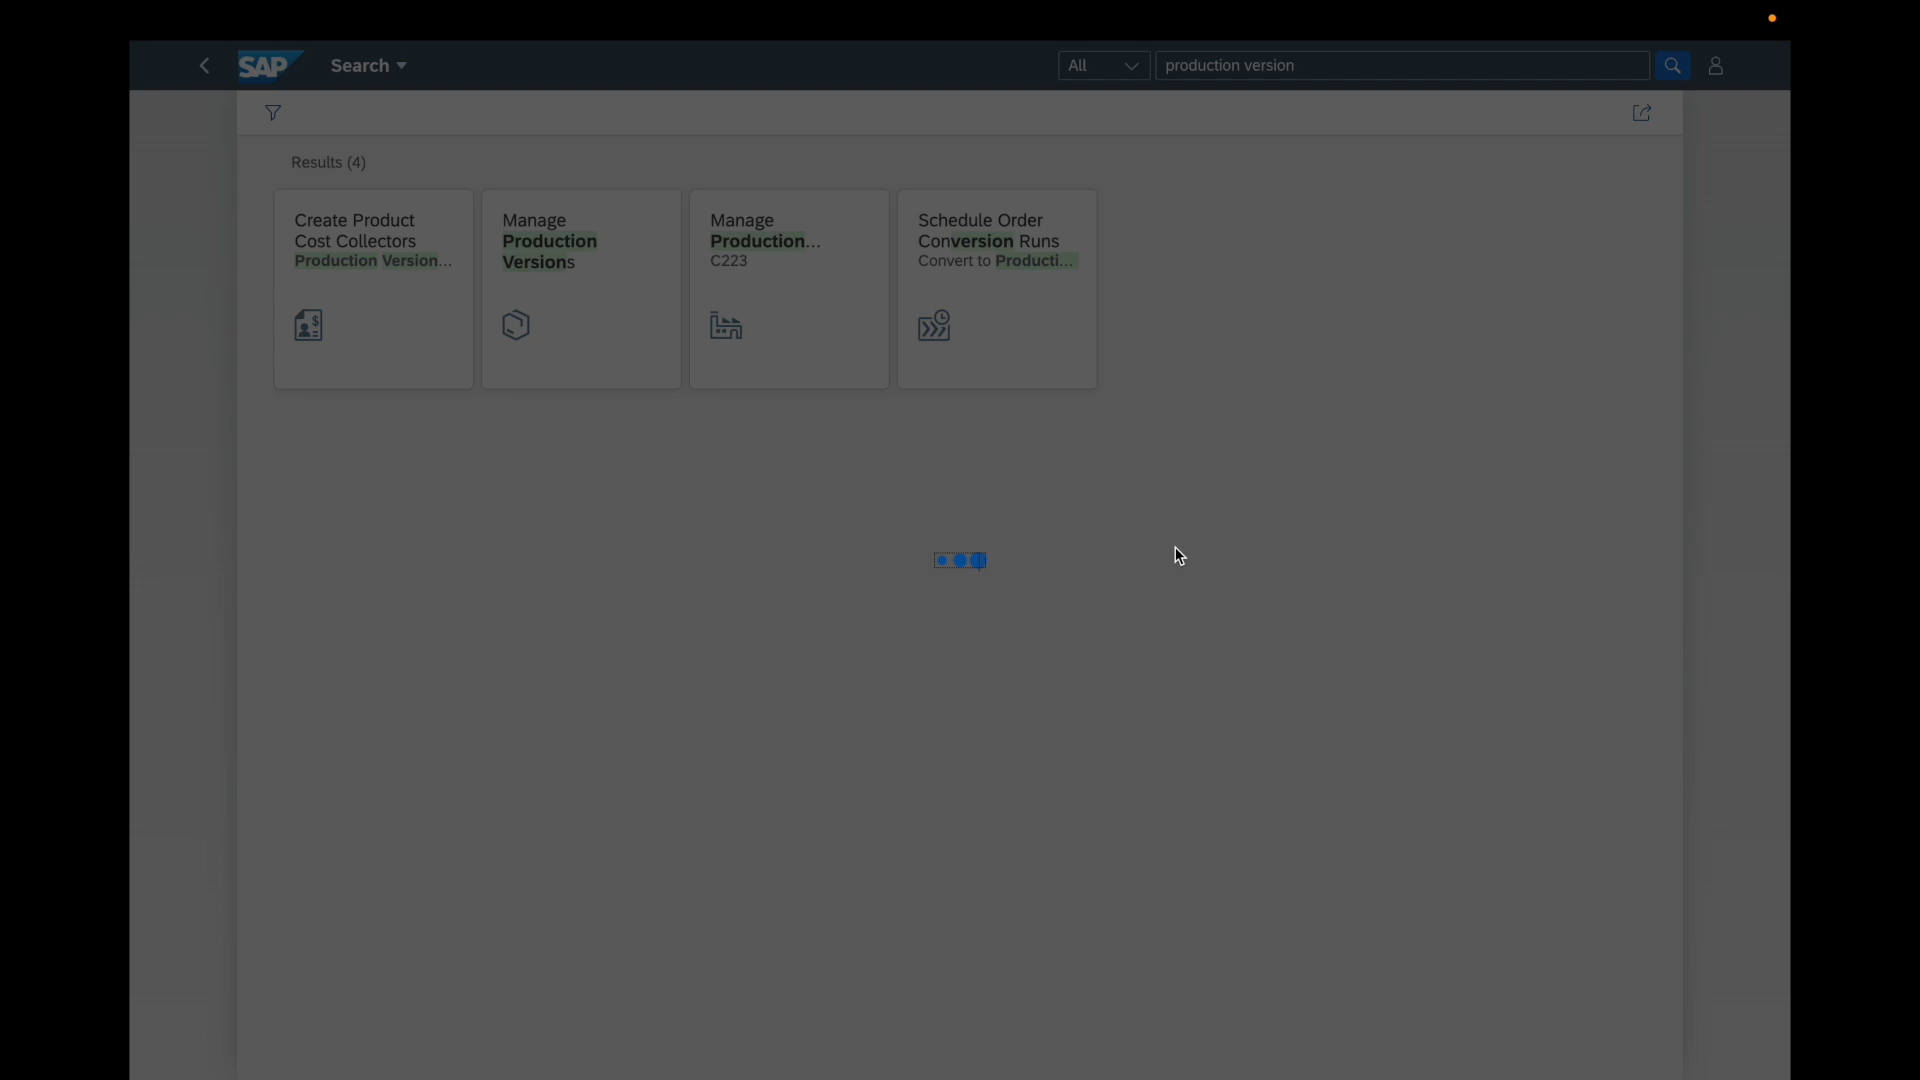 SAP
Search
All
production version
Results (4)
Create Product
Cost Collectors
Production Version...
Manage
Production
Versions
Manage
Production...
C223
Schedule Order
Conversion Runs
Convert to Producti...